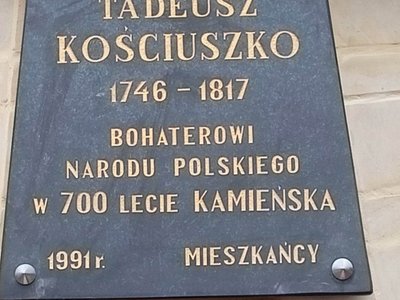 TADEUSZ
KOŚCIUSZKO
1746 - 1817
BOHATEROWI
NARODU POLSKIEGO
W 700 LECIE KAMIEŃSKA
1991 r. MIESZKAŃCY